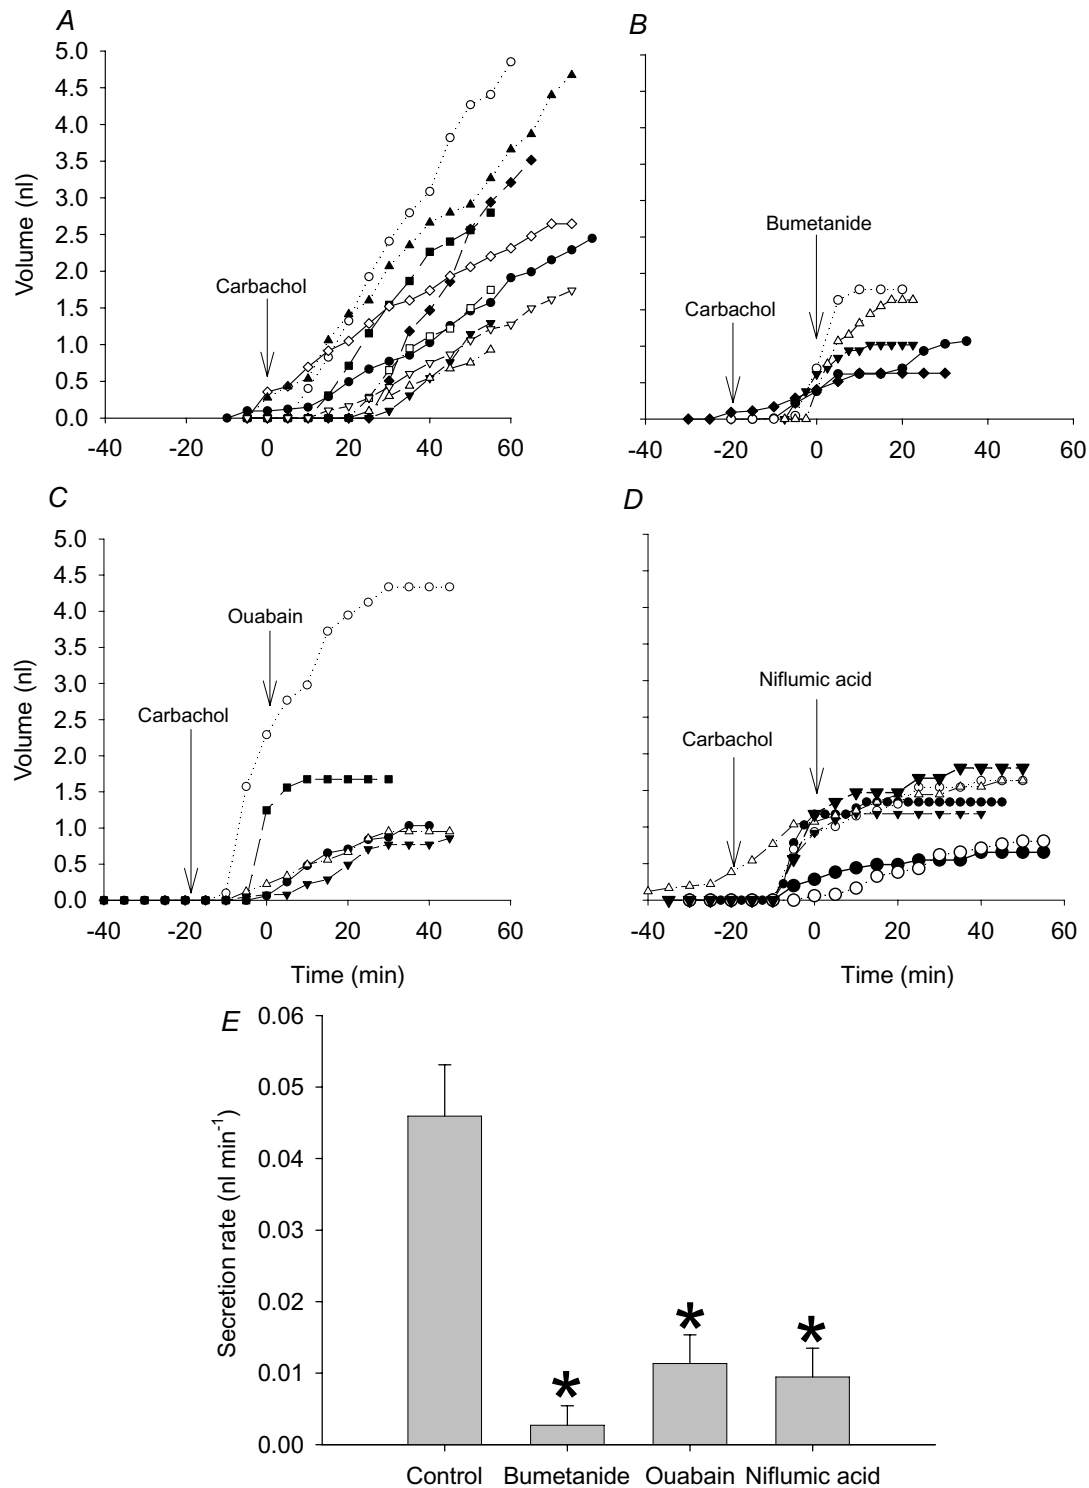 A
B
5.0
4.5
4.0
3.5
3.0
2.5
2.0
1.5
1.0
0.5
0.0
Volume (nl)
Carbachol
-40 -20 0 20 40 60
Bumetanide
Carbachol
-40 -20 0 20 40 60
C
D
5.0
4.5
4.0
3.5
3.0
2.5
2.0
1.5
1.0
0.5
0.0
Volume (nl)
Ouabain
Carbachol
-40 -20 0 20 40 60
Time (min)
Niflumic acid
Carbachol
-40 -20 0 20 40 60
Time (min)
E
0.06
0.05
0.04
0.03
0.02
0.01
0.00
Secretion rate (nl min-1)
* * *
Control Bumetanide Ouabain Niflumic acid